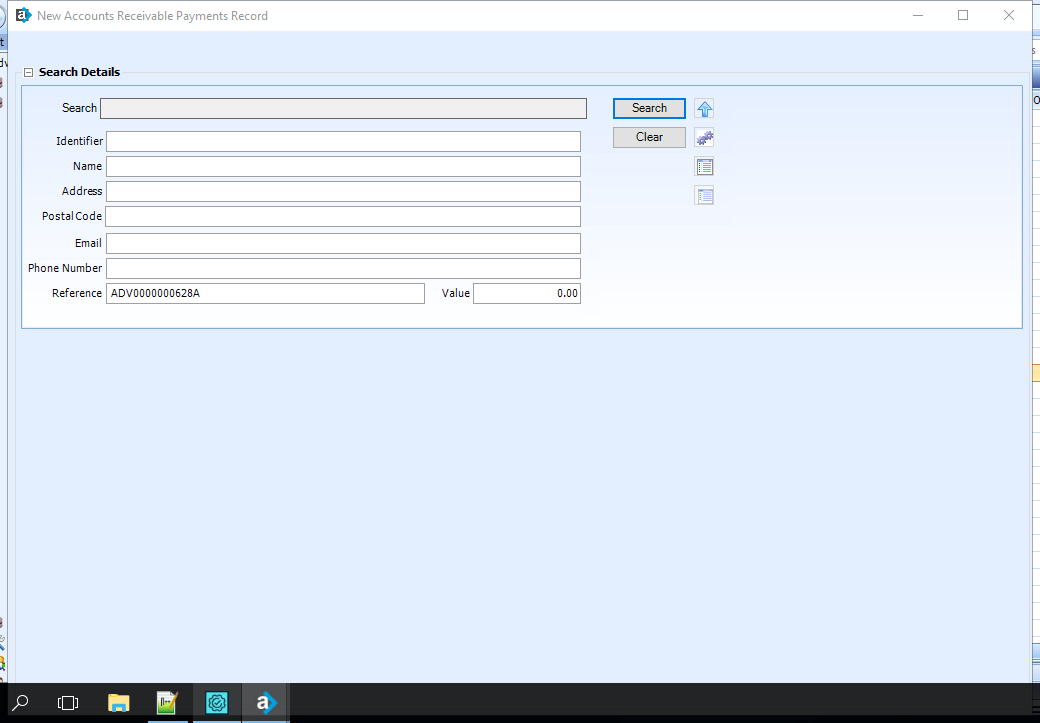 New Accounts Receivable Payments Record
Search Details
Search
Search
Identifier
Clear
Name
Address
Postal Code
Email
Phone Number
Reference ADV0000000628A Value 0.00